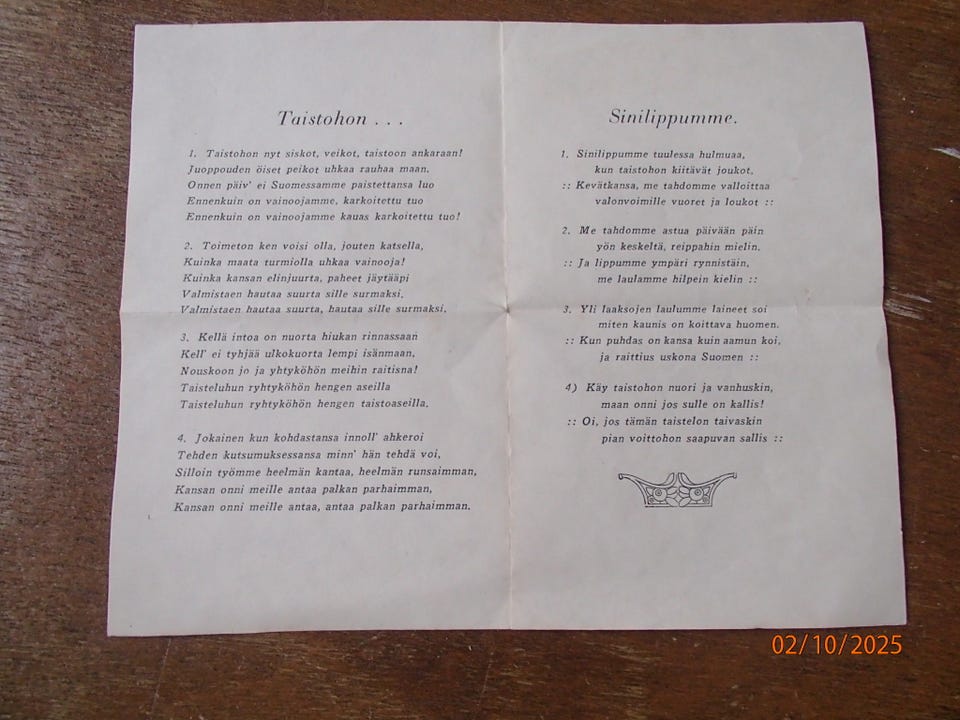 Taistohon . . .
1. Taistohon nyt siskot, veikot, taistoon ankaraan!
Juoppouden öiset peikot uhkaa rauhaa maan.
Onnen päiv' ei Suomessamme paistettansa luo
Ennenkuin on vainoojamme, karkoitettu tuo
Ennenkuin on vainoojamme kauas karkoitettu tuo!
2. Toimeton ken voisi olla, jouten katsella,
Kuinka maata turmiolla uhkaa vainooja!
Kuinka kansan elinjuurta, paheet jäytääpi
Valmistaen hautaa suurta sille surmaksi,
Valmistaen hautaa suurta, hautaa sille surmaksi.
3. Kellä intoa on nuorta hiukan rinnassaan
Kell' ei tyhjää ulkokuorta lempi isänmaan,
Nouskoon jo ja yhtyköhön meihin raitisna!
Taisteluhun ryhtyköhön hengen aseilla
Taisteluhun ryhtyköhön hengen taistoaseilla.
4. Jokainen kun kohdastansa innoll' ahkeroi
Tehden kutsumuksessansa minn' hän tehdä voi,
Silloin työmme heelmän kantaa, heelmän runsaimman,
Kansan onni meille antaa palkan parhaimman,
Kansan onni meille antaa, antaa palkan parhaimman.
Sinilippumme.
1. Sinilippumme tuulessa hulmuaa,
kun taistohon kiitävät joukot,
:: Kevätkansa, me tahdomme valloittaa
valonvoimille vuoret ja loukot ::
2. Me tahdomme astua päivään päin
yön keskeltä, reippahin mielin.
:: Ja lippumme ympäri rynnistäin,
me laulamme hilpein kielin ::
3. Yli laaksojen laulumme laineet soi
miten kaunis on koittava huomen.
:: Kun puhdas on kansa kuin aamun koi,
ja raittius uskona Suomen ::
4) Käy taistohon nuori ja vanhuskin,
maan onni jos sulle on kallis!
:: Oi, jos tämän taistelon taivaskin
pian voittohon saapuvan sallis ::
02/10/2025